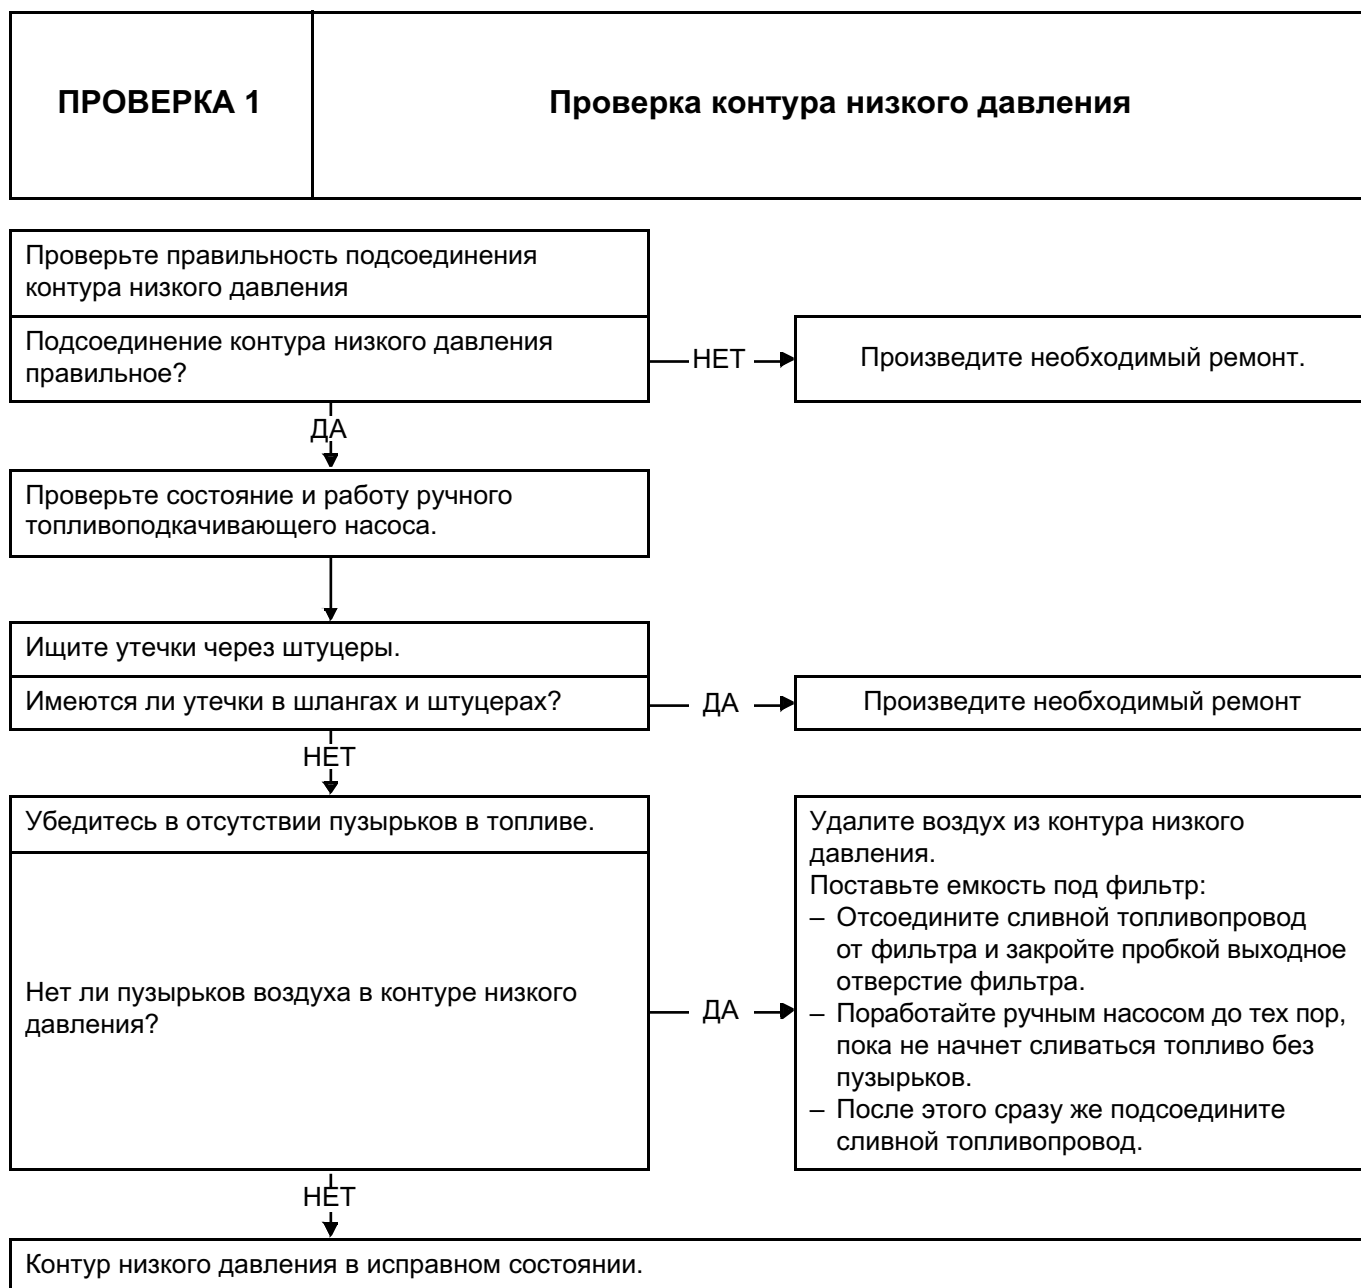 ПРОВЕРКА 1
Проверка контура низкого давления
Проверьте правильность подсоединения
контура низкого давления
Подсоединение контура низкого давления
правильное?
НЕТ
Произведите необходимый ремонт.
ДА
Проверьте состояние и работу ручного
топливоподкачивающего насоса.
Ищите утечки через штуцеры.
Имеются ли утечки в шлангах и штуцерах?
ДА
Произведите необходимый ремонт
НЕТ
Убедитесь в отсутствии пузырьков в топливе.
Нет ли пузырьков воздуха в контуре низкого
давления?
ДА
Удалите воздух из контура низкого
давления.
Поставьте емкость под фильтр:
– Отсоедините сливной топливопровод
от фильтра и закройте пробкой выходное
отверстие фильтра.
– Поработайте ручным насосом до тех пор,
пока не начнет сливаться топливо без
пузырьков.
– После этого сразу же подсоедините
сливной топливопровод.
НЕТ
Контур низкого давления в исправном состоянии.